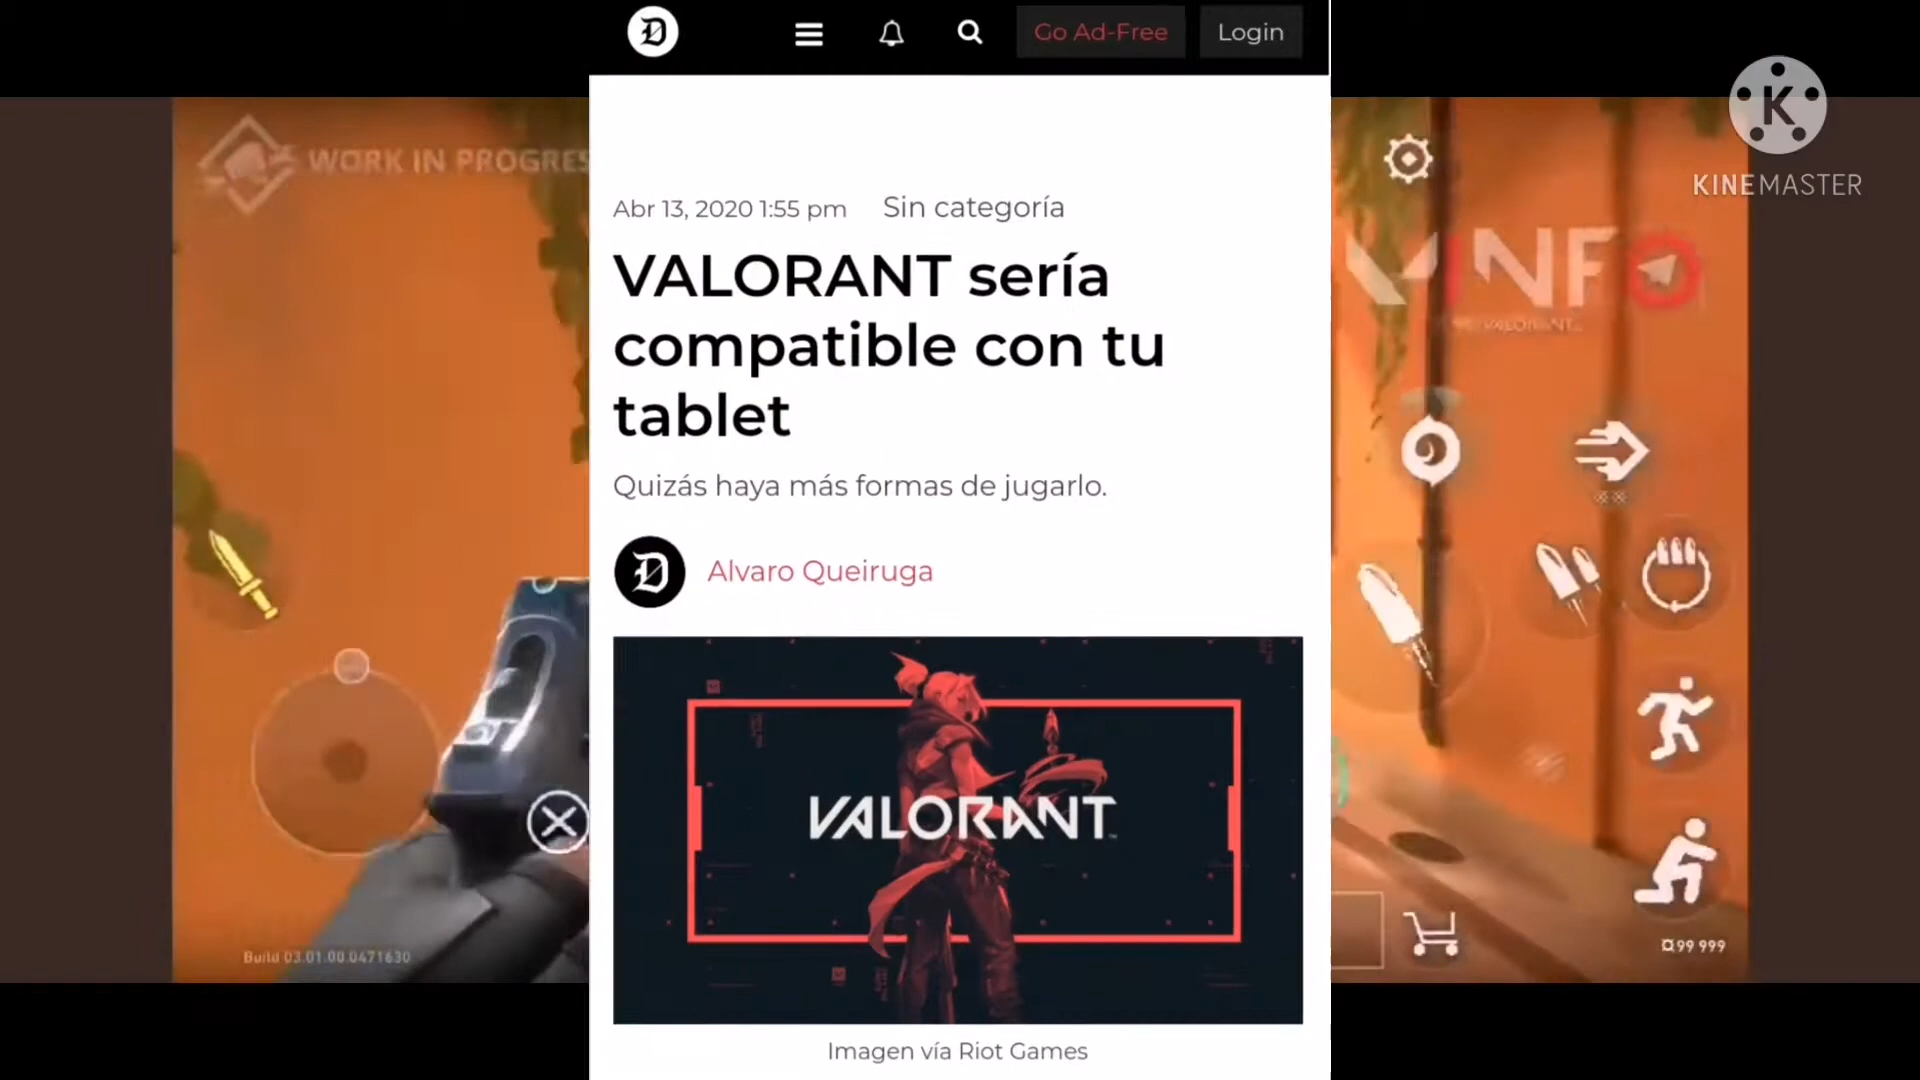 Go Ad-Free
Login
K
KINEMASTER
WORK IN PROGRES
Abr 13, 2020 1:55 pm
Sin categoría
VALORANT sería
compatible con tu
tablet
Quizás haya más formas de jugarlo.
Alvaro Queiruga
VALORANT
Build 03.01.00.0471630
99 999
Imagen vía Riot Games